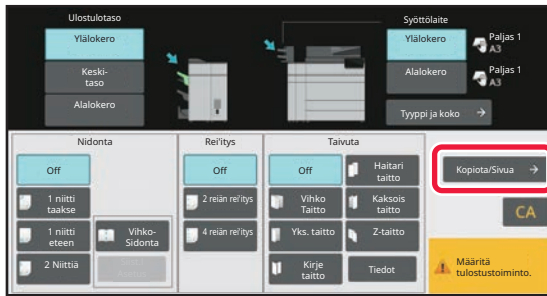 Ulostulotaso
Ylälokero
Keski-
taso
Alalokero
Syöttölaite
Ylälokero
Paljas 1
A3
Alalokero
Paljas 1
A3
Tyyppi ja koko
Nidonta
Off
1 niitti
taakse
1 niitti
eteen
2 Niittiä
Vihko-
Sidonta
Rei'itys
Off
2 reiän rei'itys
4 reiän rei'itys
Taivuta
Off
Vihko
Taitto
Yks. taitto
Kirje
taitto
Haitari
taitto
Kaksois
taitto
Z-taitto
Tiedot
Kopiota/Sivua
CA
Määritä
tulostustoiminto.